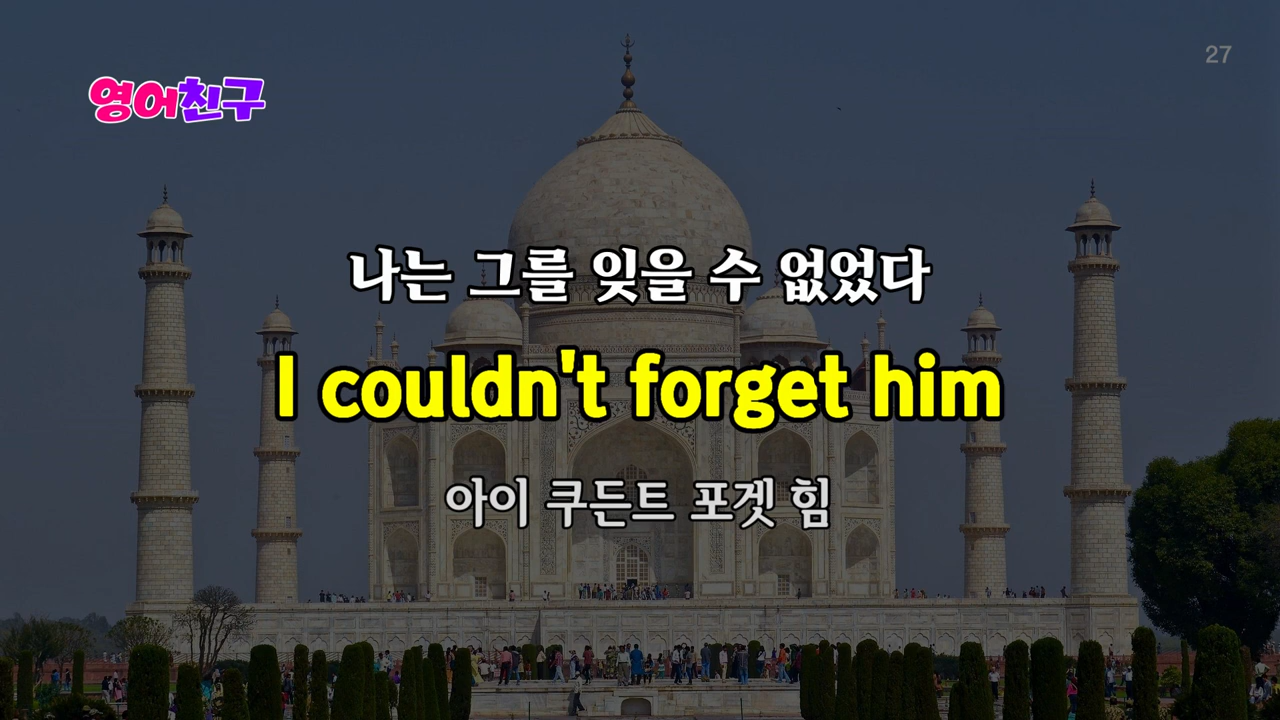 27
영어친구
나는 그를 잊을 수 없었다
I couldn't forget him
아이 쿠든트 포겟 힘